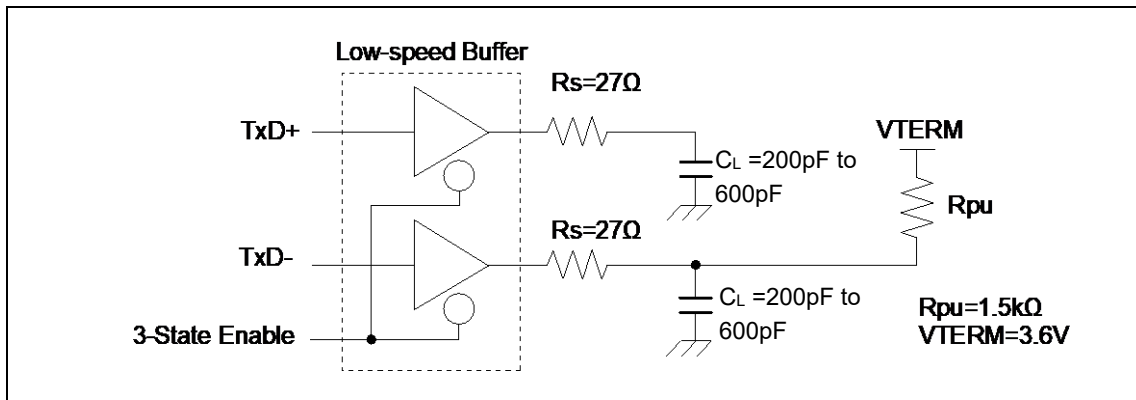 Low-speed Buffer
Rs=27Ω
TxD+
VTERM
CL =200pF to
600pF
Rpu
Rs=27Ω
TxD-
CL =200pF to
600pF
Rpu=1.5kΩ
VTERM=3.6V
3-State Enable